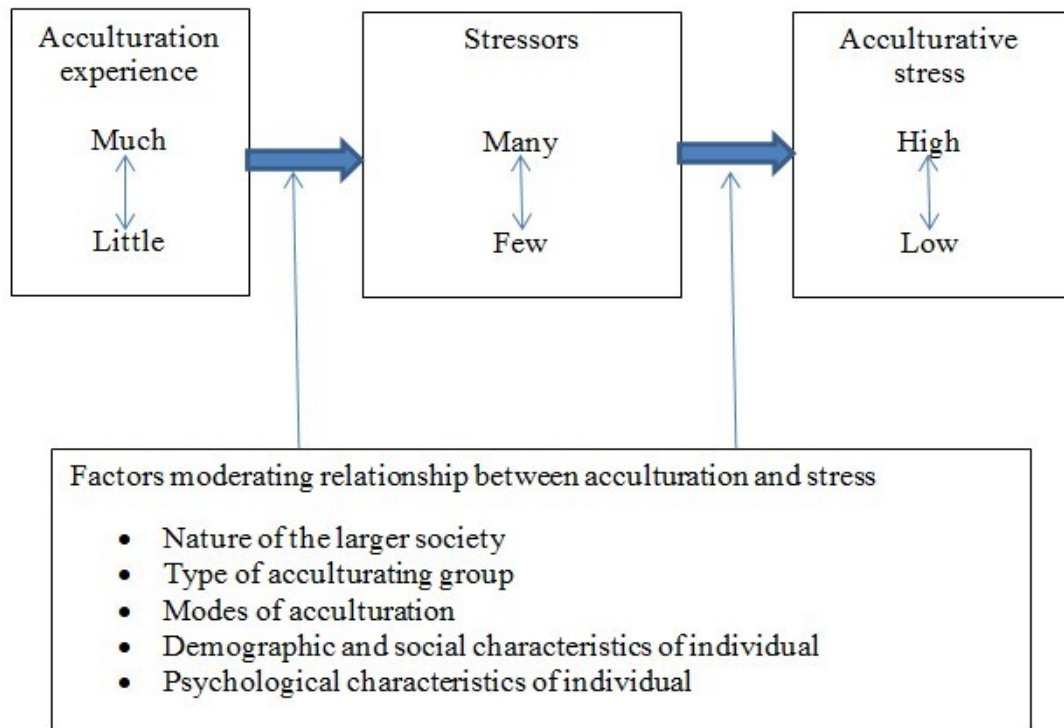 Acculturation
experience
Much
Little
Stressors
Many
Few
Acculturative
stress
High
Low
Factors moderating relationship between acculturation and stress
• Nature of the larger society
• Type of acculturating group
• Modes of acculturation
• Demographic and social characteristics of individual
• Psychological characteristics of individual